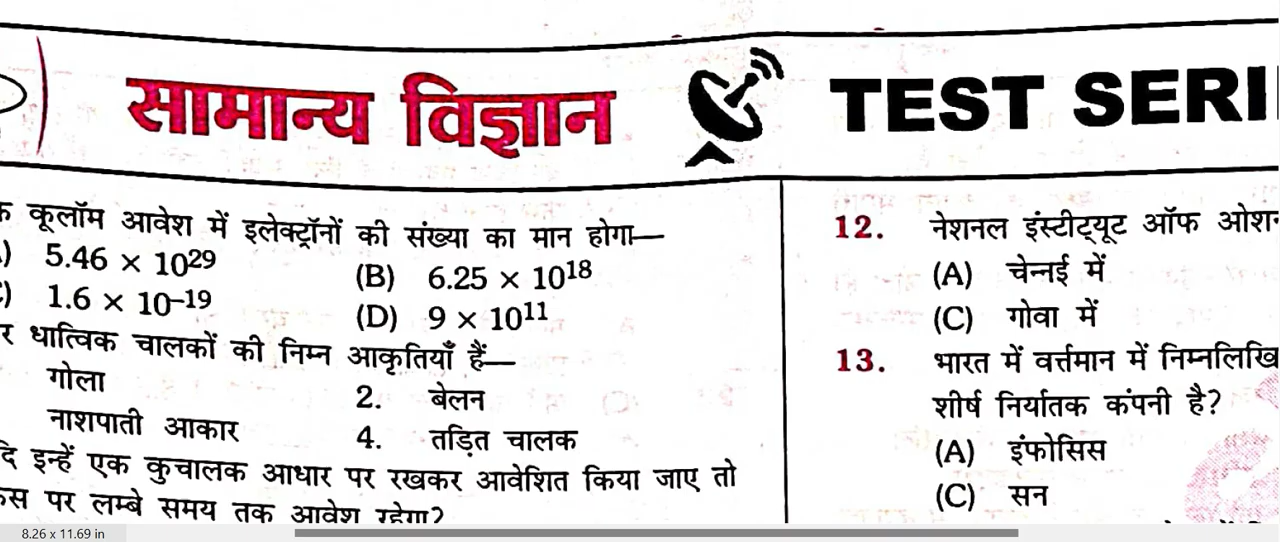 सामान्य विज्ञान
TEST SERI
कूलॉम आवेश में इलेक्ट्रॉनों की संख्या का मान होगा—
5.46 × 10²⁹
(B) 6.25 × 10¹⁸
1.6 × 10⁻¹⁹
(D) 9 × 10¹¹
धात्विक चालकों की निम्न आकृतियाँ हैं—
गोला
2. बेलन
नाशपाती आकार
4. तड़ित चालक
इन्हें एक कुचालक आधार पर रखकर आवेशित किया जाए तो
पर लम्बे समय तक आवेश रहेगा?
12. नेशनल इंस्टीट्यूट ऑफ ओशन
(A) चेन्नई में
(C) गोवा में
13. भारत में वर्त्तमान में निम्नलिखि
शीर्ष निर्यातक कंपनी है?
(A) इंफोसिस
(C) सन
8.26 x 11.69 in